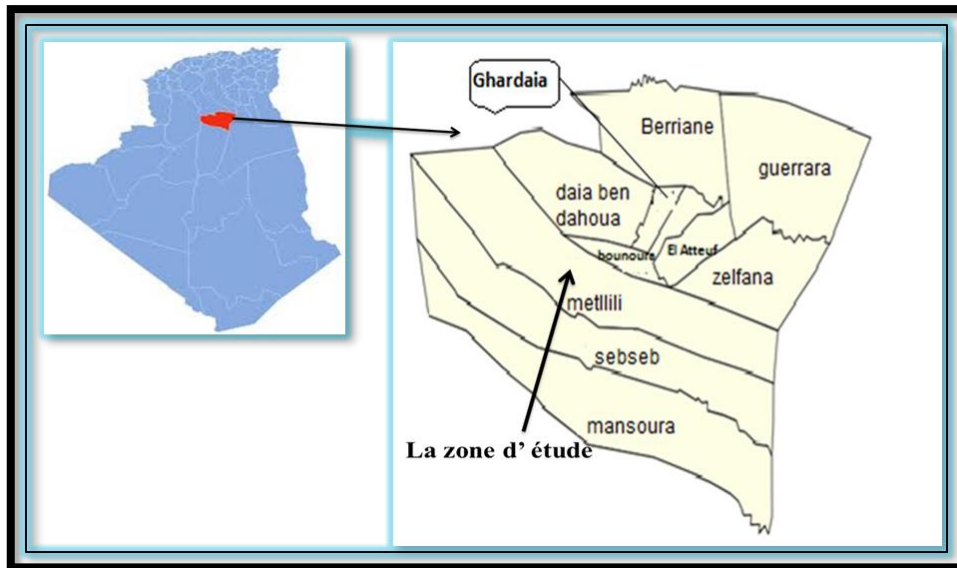 Ghardaia
Berriane
guerrara
daia ben
dahoua
bounoura
El Atteuf
zelfana
metllili
sebseb
mansoura
La zone d' étude